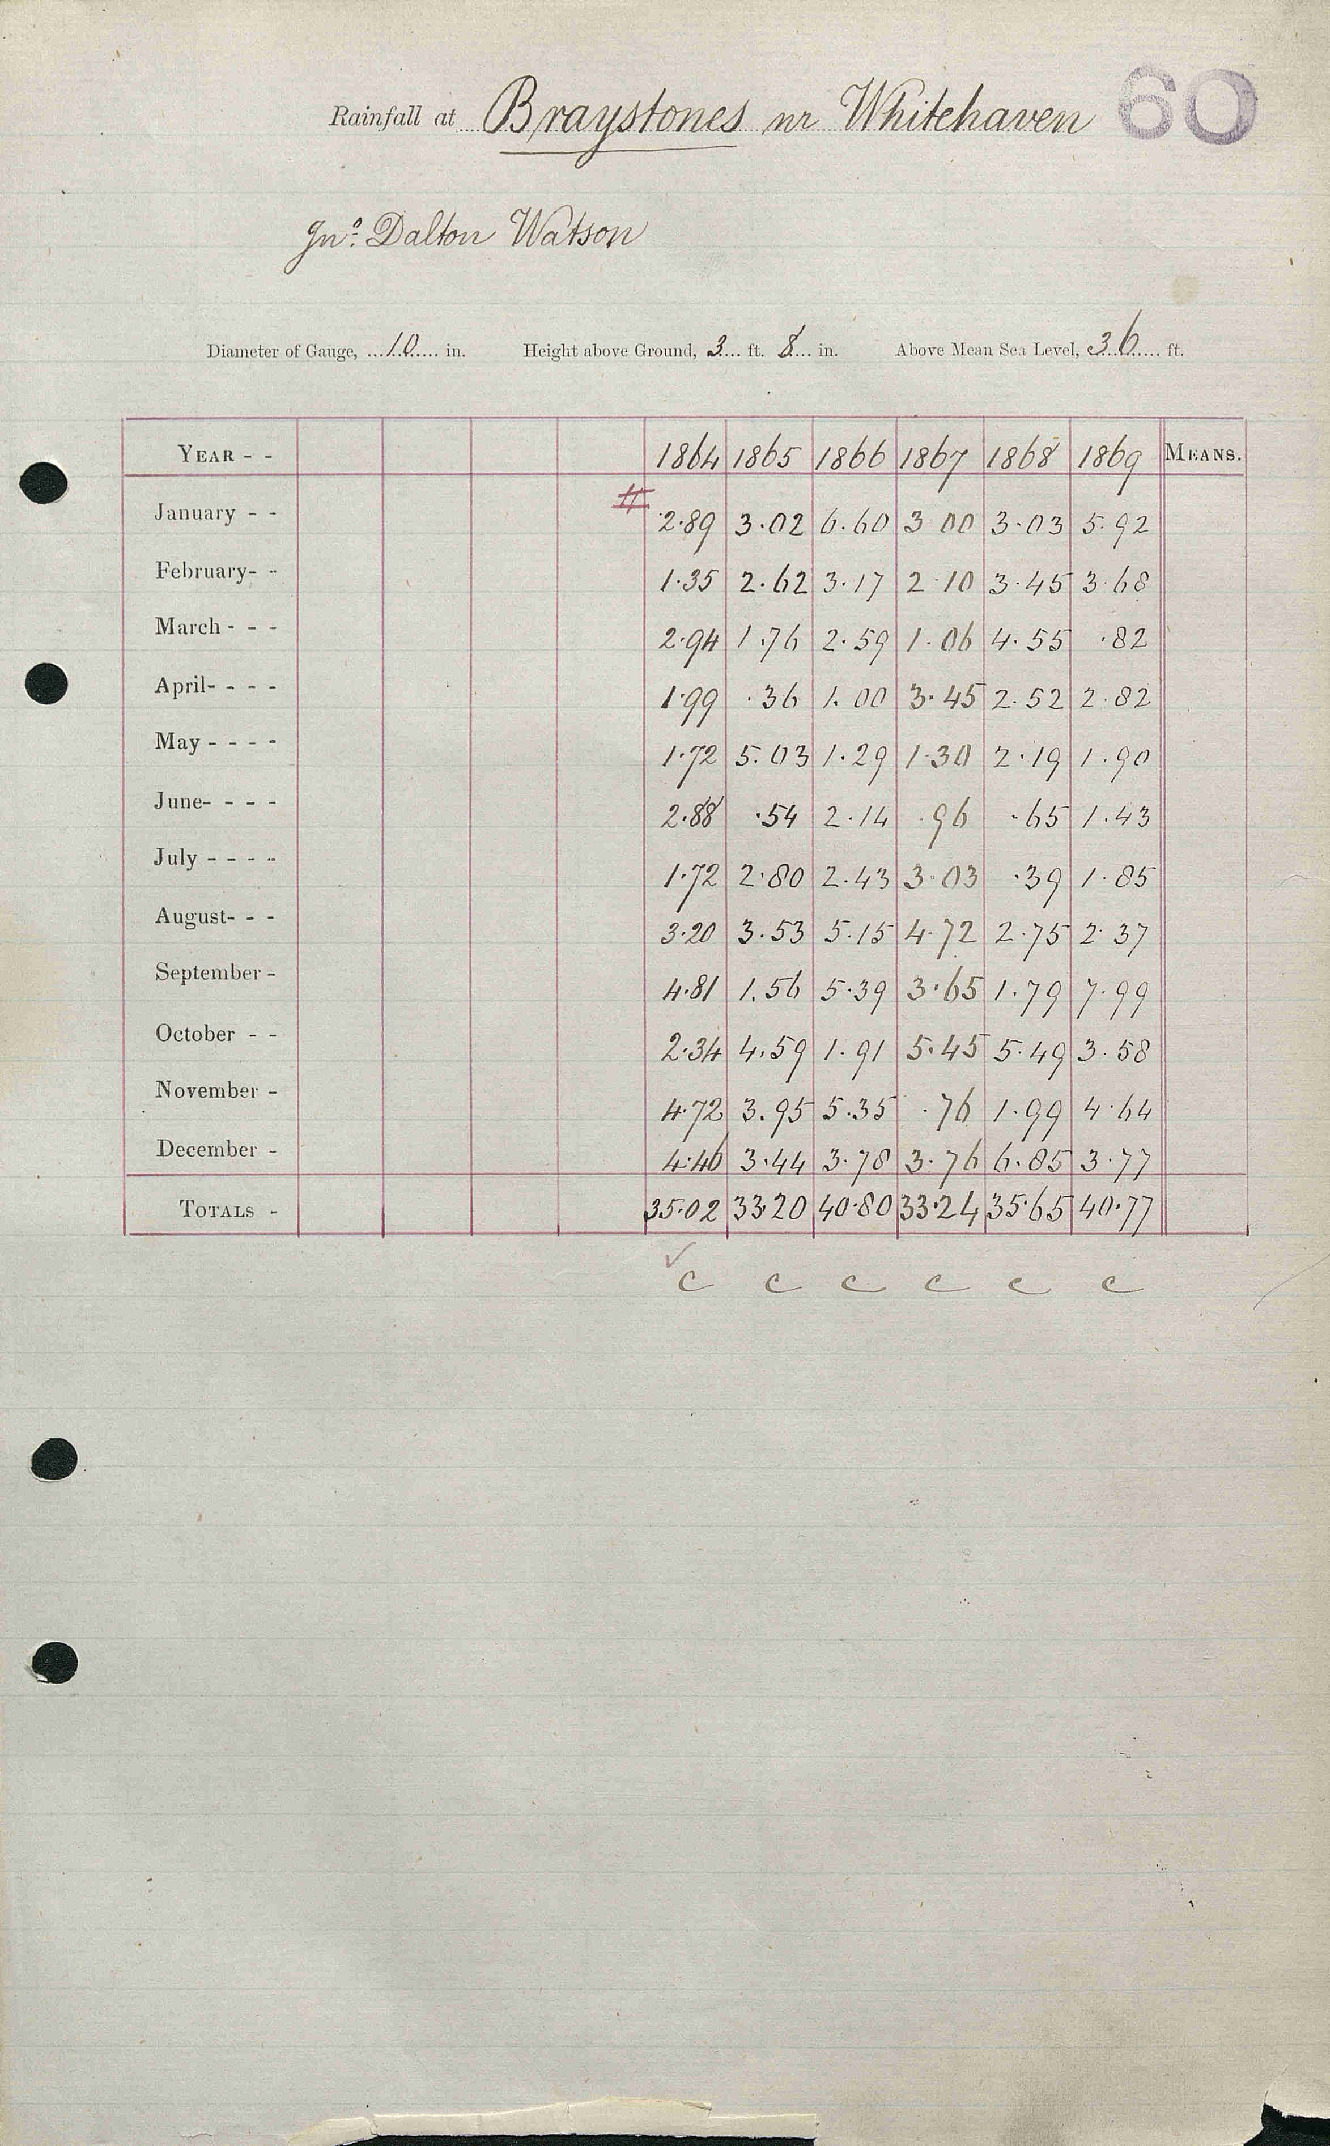 Rainfall at Braystones nr Whitehaven 60
Jno. Dalton Watson
Diameter of Gauge, 10 in. Height above Ground, 3 ft. 8 in. Above Mean Sea Level, 36 ft.
YEAR - - 1864 1865 1866 1867 1868 1869 MEANS.
January - - 2.89 3.02 6.60 3 00 3.03 5.92
February- - 1.35 2.62 3.17 2.10 3.45 3.68
March - - - 2.94 1.76 2.59 1.06 4.55 .82
April- - - - 1.99 .36 1.00 3.45 2.52 2.82
May - - - - 1.72 5.03 1.29 1.30 2.19 1.90
June- - - - 2.88 .54 2.14 .96 .65 1.43
July - - - - 1.72 2.80 2.43 3.03 .39 1.85
August- - - 3.20 3.53 5.15 4.72 2.75 2.37
September - 4.81 1.56 5.39 3.65 1.79 7.99
October - - 2.34 4.59 1.91 5.45 5.49 3.58
November - 4.72 3.95 5.35 .76 1.99 4.64
December - 4.46 3.44 3.78 3.76 6.85 3.77
TOTALS - 35.02 33.20 40.80 33.24 35.65 40.77
c c c c c c